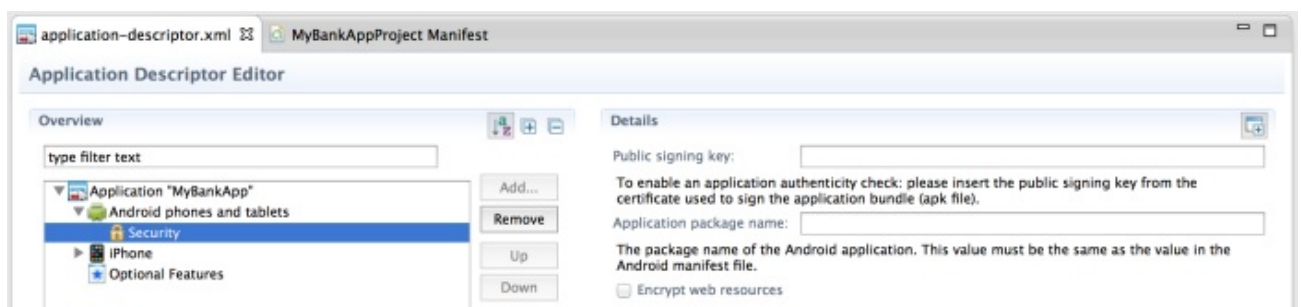 application-descriptor.xml
MyBankAppProject Manifest
Application Descriptor Editor
Overview
type filter text
Application "MyBankApp"
Android phones and tablets
Security
iPhone
Optional Features
Add...
Remove
Up
Down
Details
Public signing key:
To enable an application authenticity check: please insert the public signing key from the
certificate used to sign the application bundle (apk file).
Application package name:
The package name of the Android application. This value must be the same as the value in the
Android manifest file.
Encrypt web resources